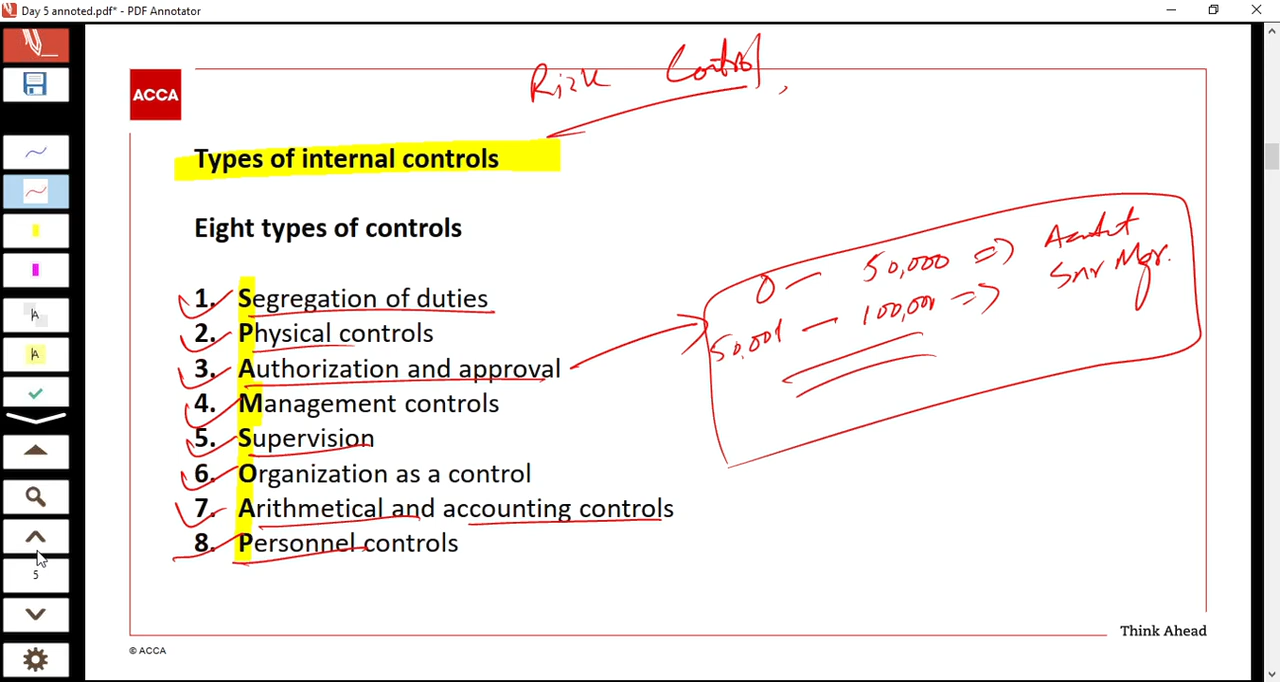 Day 5 annoted.pdf* - PDF Annotator
Risk Control,
ACCA
Types of internal controls
Eight types of controls
0 — 50,000 =>
Snr Mgr.
50,001 — 100,000 =>
1. Segregation of duties
2. Physical controls
3. Authorization and approval
4. Management controls
5. Supervision
6. Organization as a control
7. Arithmetical and accounting controls
8. Personnel controls
5
Think Ahead
© ACCA